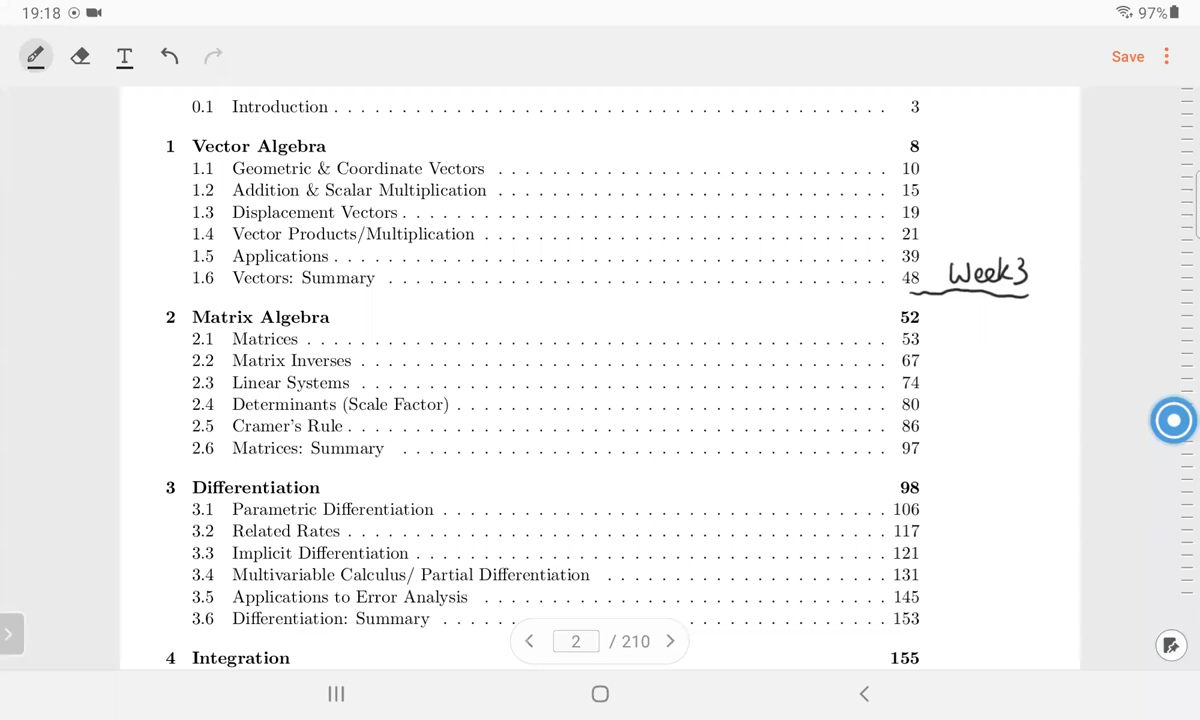 19:18 97%
T Save
0.1 Introduction . . . . . . . . . . . . . . . . . . . . . . . . . . . . . . . . . . . . . . . . 3
1 Vector Algebra 8
1.1 Geometric & Coordinate Vectors . . . . . . . . . . . . . . . . . . . . . . . . . . . . 10
1.2 Addition & Scalar Multiplication . . . . . . . . . . . . . . . . . . . . . . . . . . . . 15
1.3 Displacement Vectors . . . . . . . . . . . . . . . . . . . . . . . . . . . . . . . . . . . 19
1.4 Vector Products/Multiplication . . . . . . . . . . . . . . . . . . . . . . . . . . . . . 21
1.5 Applications . . . . . . . . . . . . . . . . . . . . . . . . . . . . . . . . . . . . . . . . 39
1.6 Vectors: Summary . . . . . . . . . . . . . . . . . . . . . . . . . . . . . . . . . . . . 48 Week 3
2 Matrix Algebra 52
2.1 Matrices . . . . . . . . . . . . . . . . . . . . . . . . . . . . . . . . . . . . . . . . . . 53
2.2 Matrix Inverses . . . . . . . . . . . . . . . . . . . . . . . . . . . . . . . . . . . . . . 67
2.3 Linear Systems . . . . . . . . . . . . . . . . . . . . . . . . . . . . . . . . . . . . . . 74
2.4 Determinants (Scale Factor) . . . . . . . . . . . . . . . . . . . . . . . . . . . . . . . 80
2.5 Cramer's Rule . . . . . . . . . . . . . . . . . . . . . . . . . . . . . . . . . . . . . . . 86
2.6 Matrices: Summary . . . . . . . . . . . . . . . . . . . . . . . . . . . . . . . . . . . 97
3 Differentiation 98
3.1 Parametric Differentiation . . . . . . . . . . . . . . . . . . . . . . . . . . . . . . . . 106
3.2 Related Rates . . . . . . . . . . . . . . . . . . . . . . . . . . . . . . . . . . . . . . . 117
3.3 Implicit Differentiation . . . . . . . . . . . . . . . . . . . . . . . . . . . . . . . . . . 121
3.4 Multivariable Calculus/ Partial Differentiation . . . . . . . . . . . . . . . . . . . . . 131
3.5 Applications to Error Analysis . . . . . . . . . . . . . . . . . . . . . . . . . . . . . 145
3.6 Differentiation: Summary . . . . . . . . . . . . . . . . . . . . 153
2 / 210
4 Integration 155